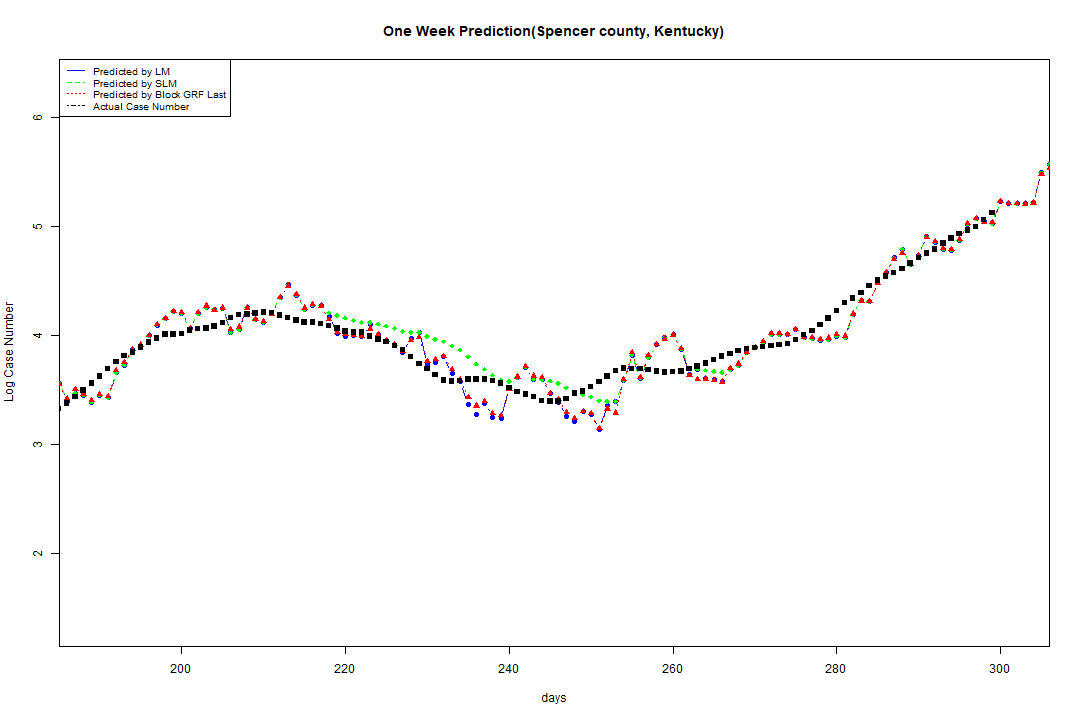 One Week Prediction(Spencer county, Kentucky)
Predicted by LM
Predicted by SLM
Predicted by Block GRF Last
Actual Case Number
Log Case Number
6
5
4
3
2
200 220 240 260 280 300
days